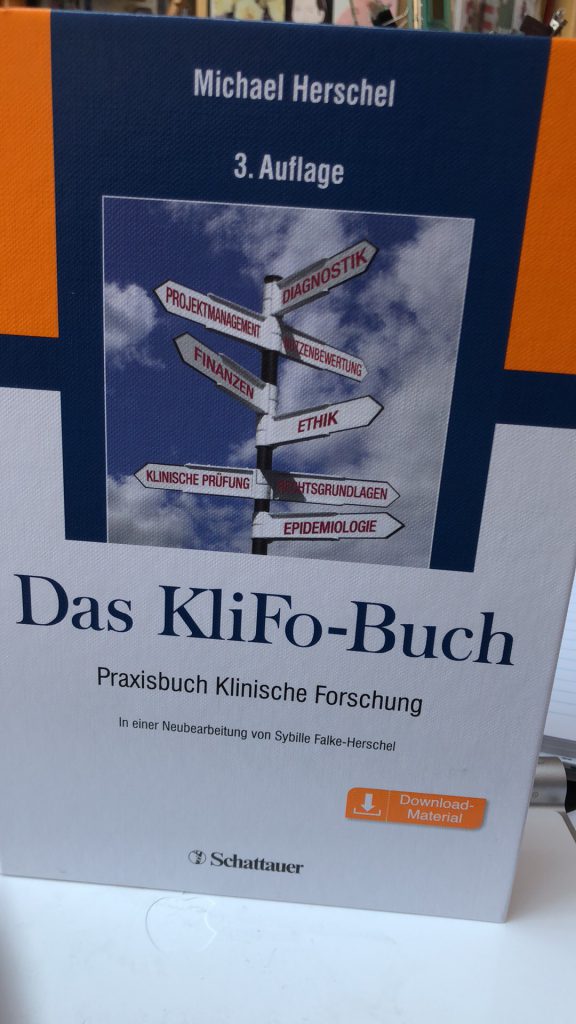 Michael Herschel
3. Auflage
DIAGNOSTIK
PROJEKTMANAGEMENT
FINANZEN
ETHIK
KLINISCHE PRÜFUNG
EPIDEMIOLOGIE
Das KliFo-Buch
Praxisbuch Klinische Forschung
In einer Neubearbeitung von Sybille Falke-Herschel
Download-
Material
Schattauer